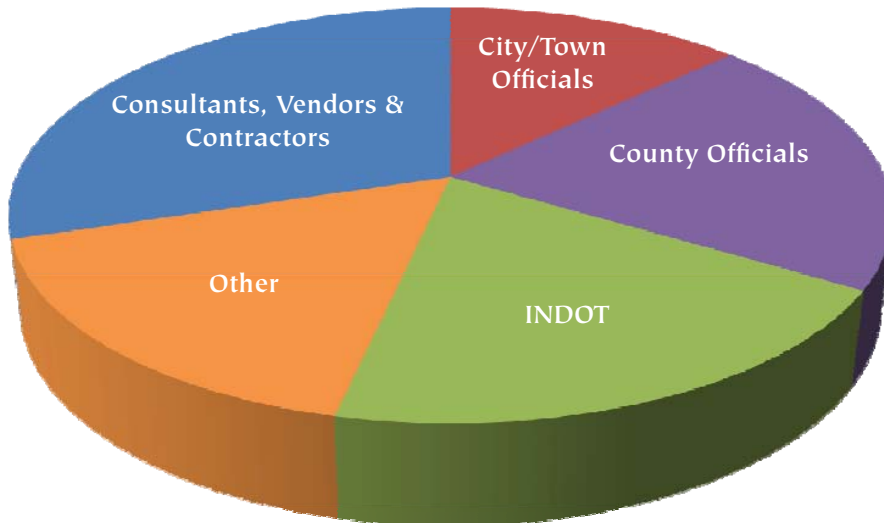 City/Town
Officials
Consultants, Vendors &
Contractors
County Officials
Other
INDOT